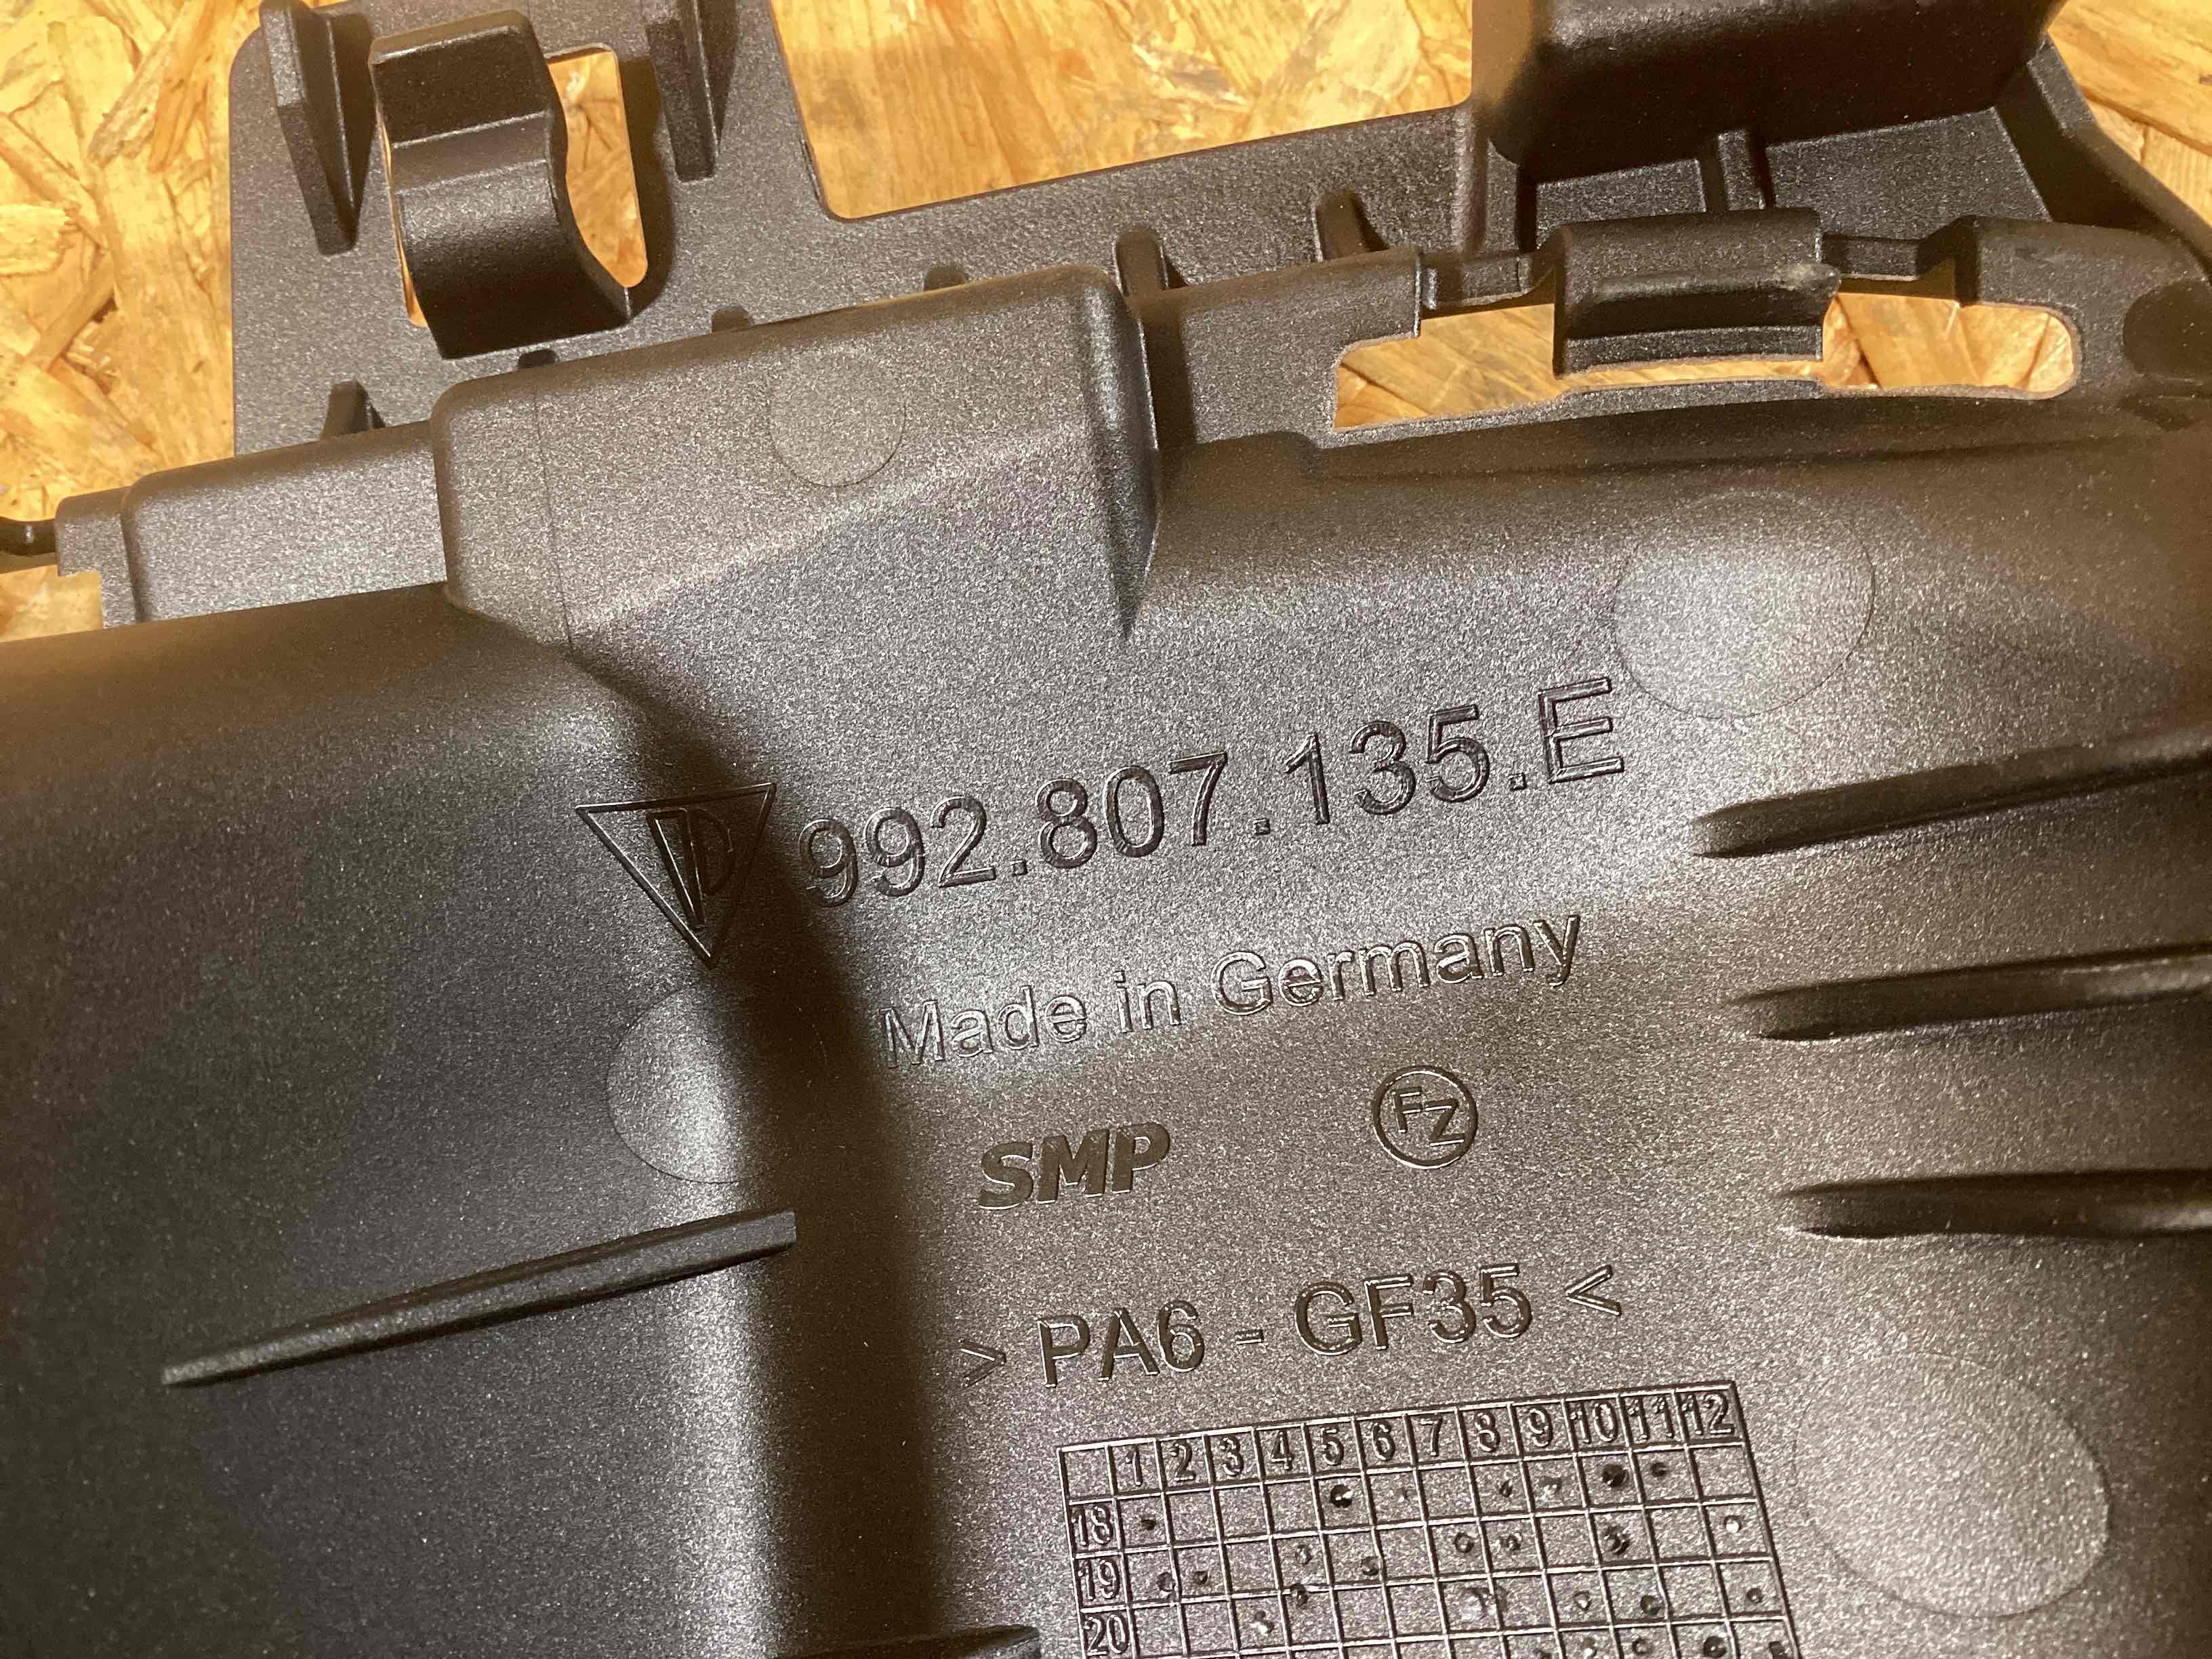 992.807.135.E
Made in Germany
SMP FZ
> PA6 - GF35 <
1 2 3 4 5 6 7 8 9 10 11 12
18
19
20